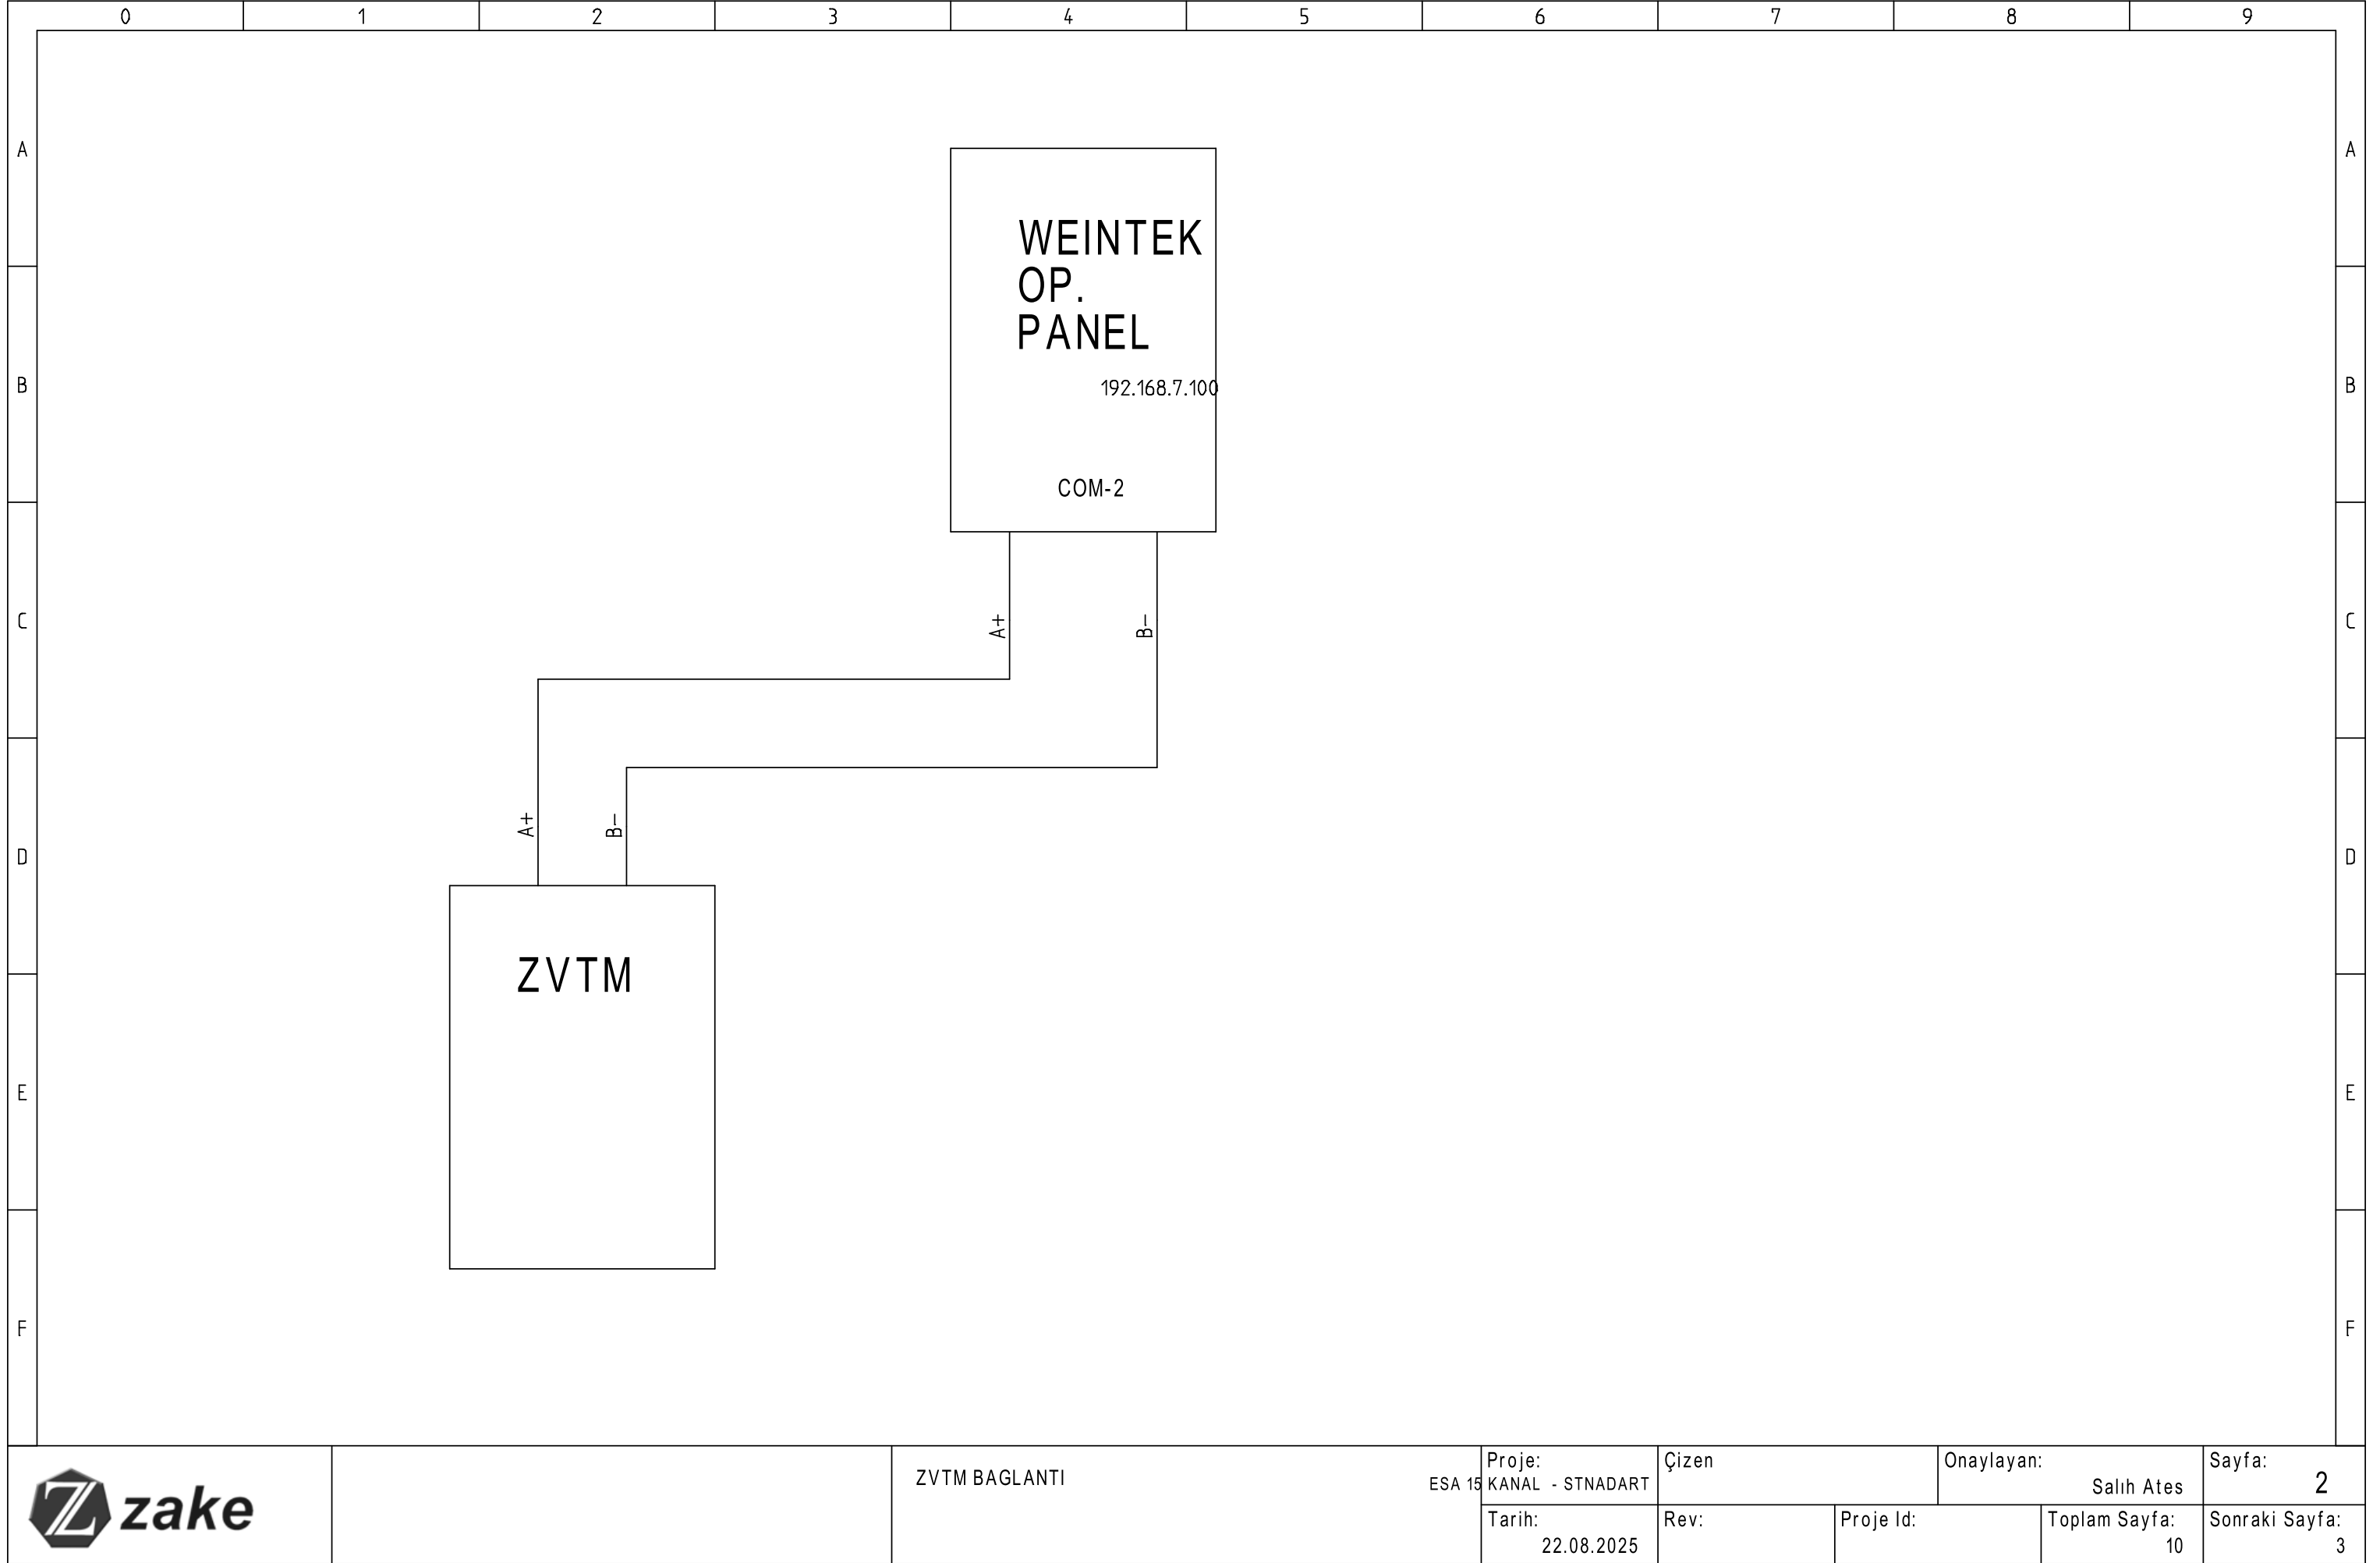 0 1 2 3 4 5 6 7 8 9
A A
WEINTEK
OP.
PANEL
192.168.7.100
B B
COM-2
C C
A+ B-
A+ B-
D D
ZVTM
E E
F F
zake
ZVTM BAGLANTI
Proje:
ESA 15 KANAL - STNADART
Çizen
Onaylayan:
Salıh Ates
Sayfa:
2
Tarih:
22.08.2025
Rev:
Proje Id:
Toplam Sayfa:
10
Sonraki Sayfa:
3